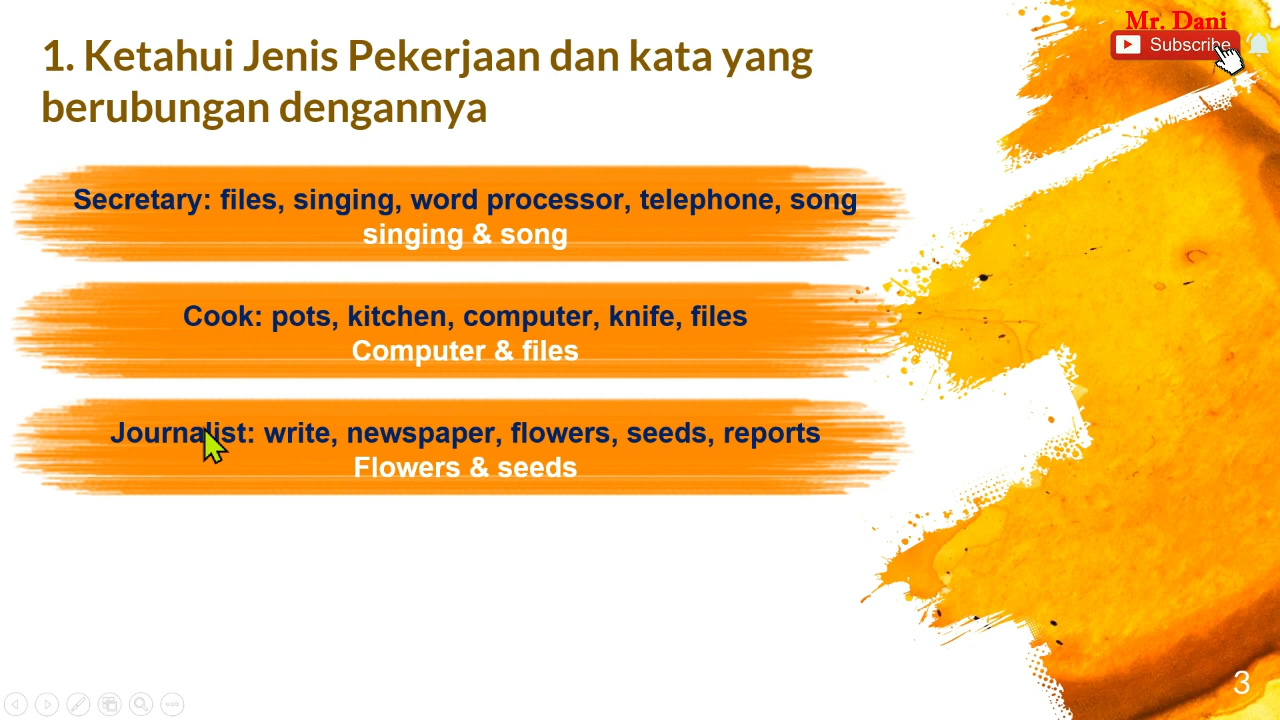 Mr. Dani
Subscribe
1. Ketahui Jenis Pekerjaan dan kata yang
berubungan dengannya
Secretary: files, singing, word processor, telephone, song
singing & song
Cook: pots, kitchen, computer, knife, files
Computer & files
Journalist: write, newspaper, flowers, seeds, reports
Flowers & seeds
3